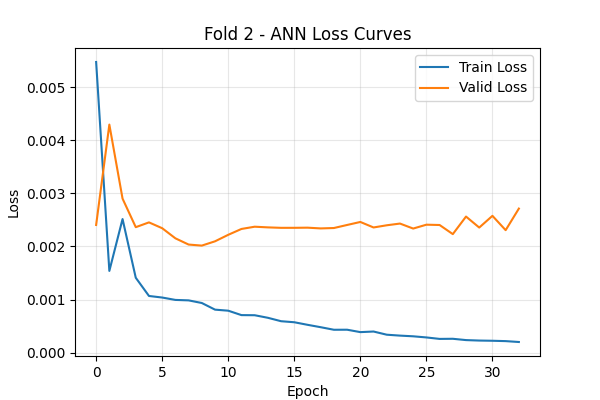 Fold 2 - ANN Loss Curves
Train Loss
Valid Loss
Loss
0.005
0.004
0.003
0.002
0.001
0.000
0 5 10 15 20 25 30
Epoch